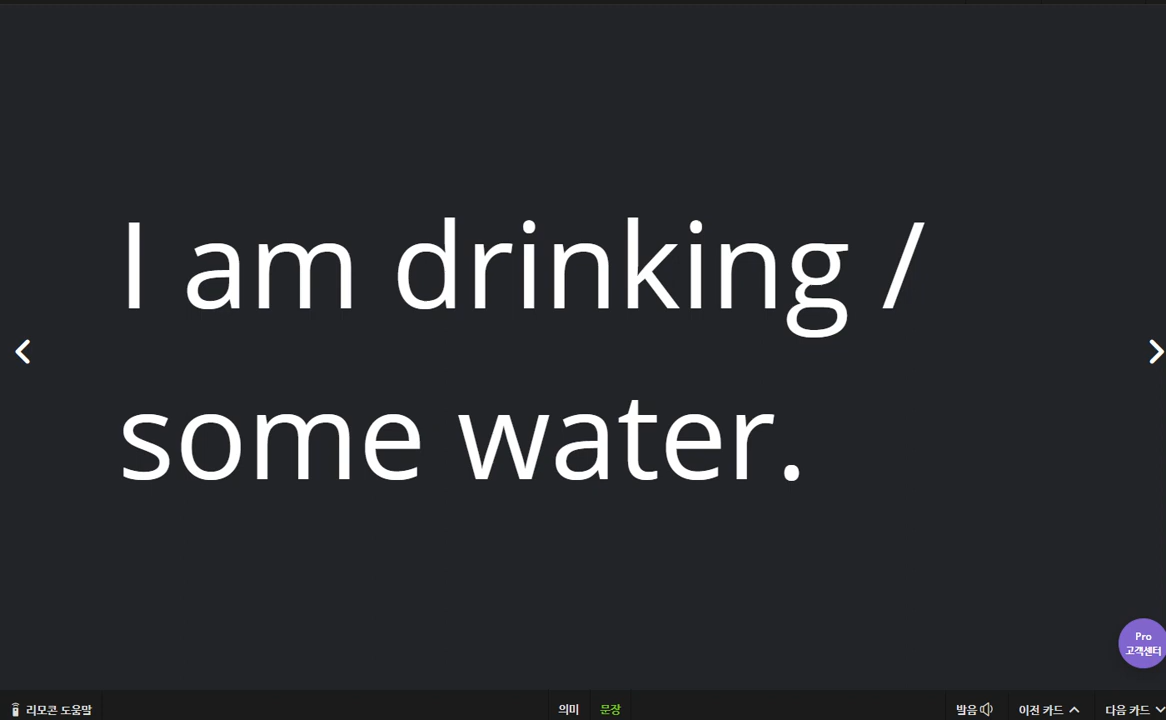 I am drinking /
some water.
Pro
고객센터
리모콘 도움말
의미
문장
발음
이전 카드
다음 카드